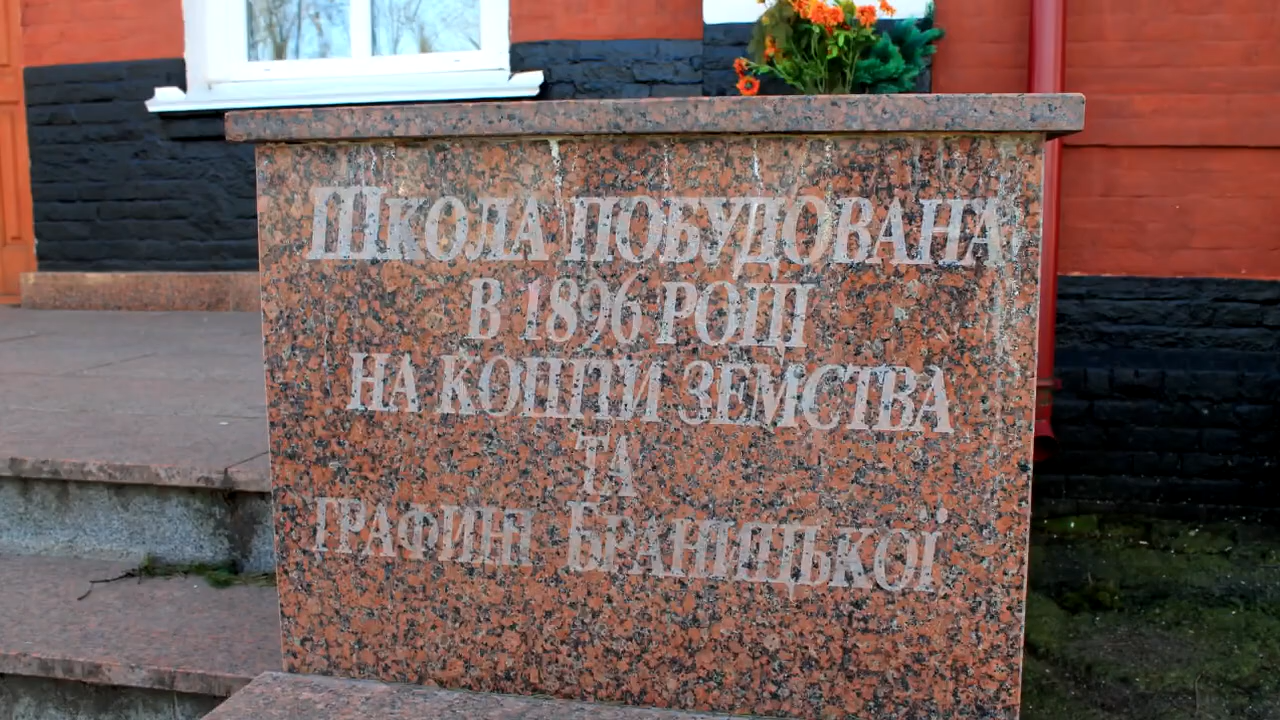 ШКОЛА ПОБУДОВАНА
В 1896 РОЦІ
НА КОШТИ ЗЕМСТВА
ТА
ГРАФИНІ БРАНИЦЬКОЇ